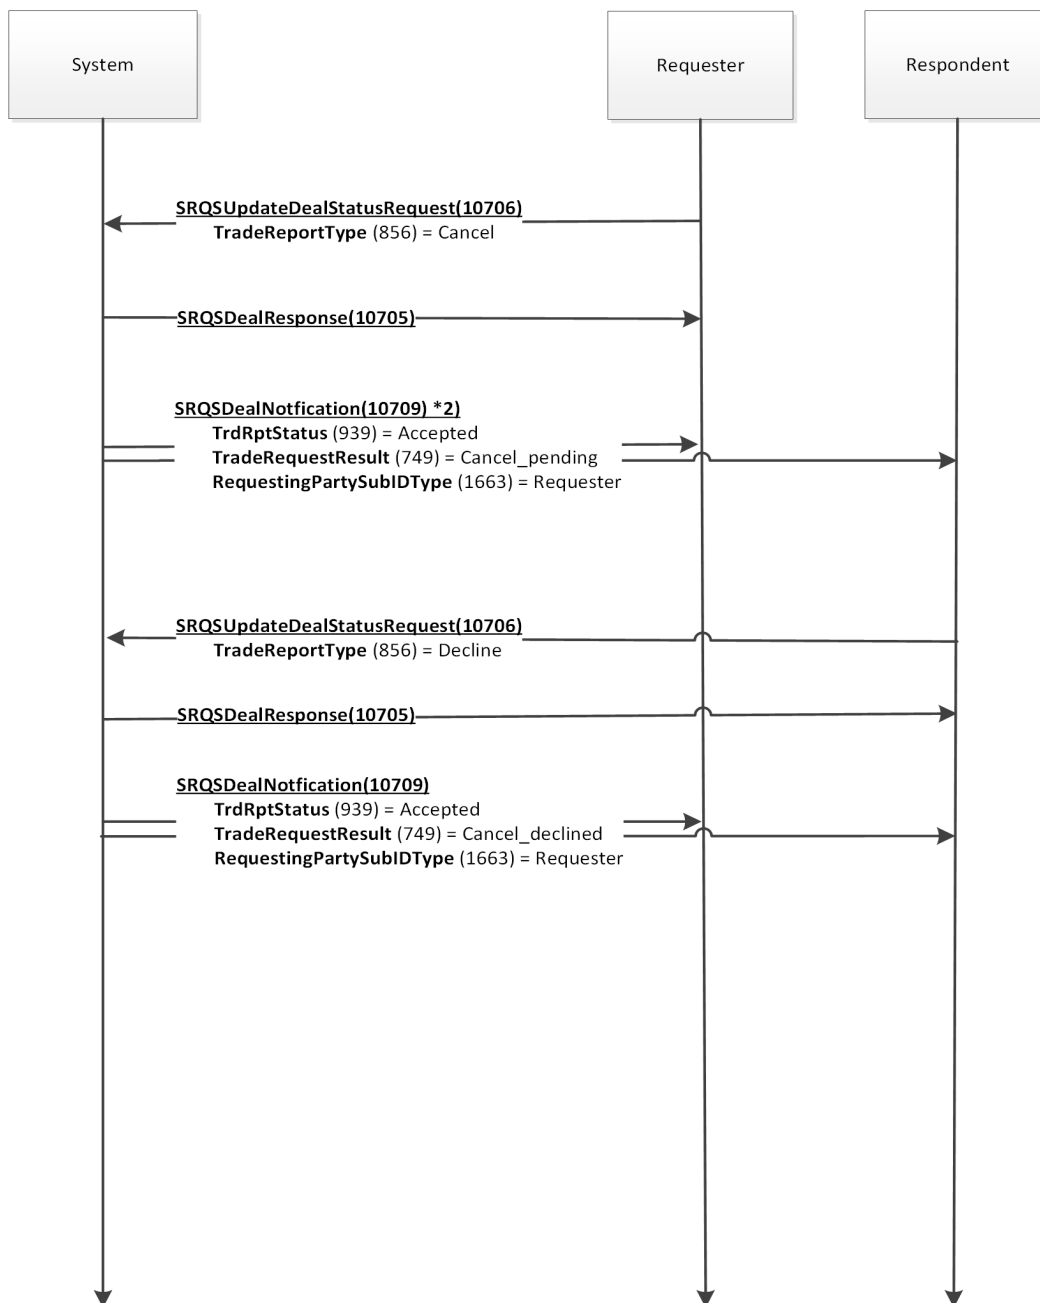 System
Requester
Respondent
SRQSUpdateDealStatusRequest(10706)
TradeReportType (856) = Cancel
SRQSDealResponse(10705)
SRQSDealNotfication(10709) *2)
TrdRptStatus (939) = Accepted
TradeRequestResult (749) = Cancel_pending
RequestingPartySubIDType (1663) = Requester
SRQSUpdateDealStatusRequest(10706)
TradeReportType (856) = Decline
SRQSDealResponse(10705)
SRQSDealNotfication(10709)
TrdRptStatus (939) = Accepted
TradeRequestResult (749) = Cancel_declined
RequestingPartySubIDType (1663) = Requester